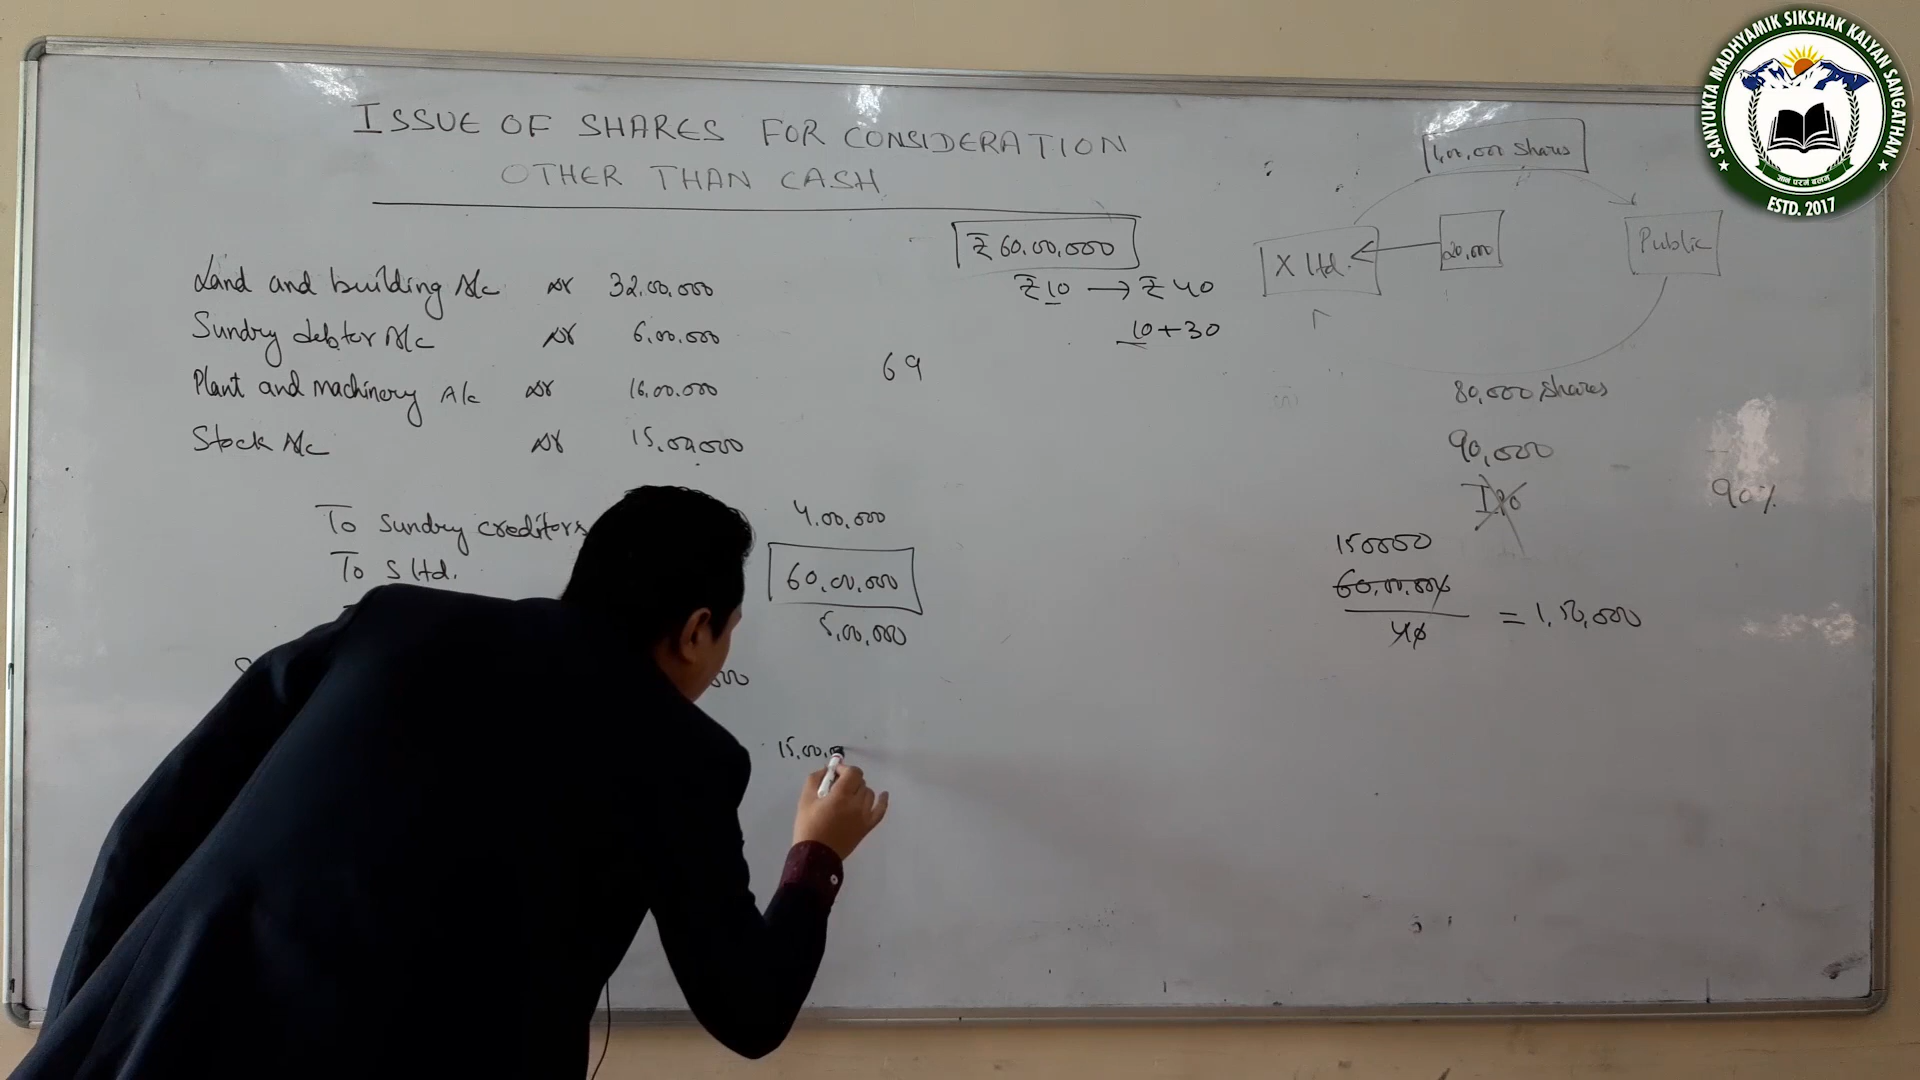 ISSUE OF SHARES FOR CONSIDERATION
OTHER THAN CASH
Land and building A/c Dr 32,00,000
Sundry debtor A/c Dr 6,00,000
Plant and machinery A/c Dr 16,00,000
Stock A/c Dr 15,00,000
To Sundry creditors 4,00,000
To S ltd. 60,00,000
5,00,000
15,00,0
69
₹ 60,00,000
₹ 10 → ₹ 40
10+30
4,00,000 Shares
X ltd.
20,000
Public
80,000 Shares
90,000
IPO
90%
150000
60,00,000
40
= 1,50,000
SANYUKTA MADHYAMIK SIKSHAK KALYAN SANGATHAN
ESTD. 2017